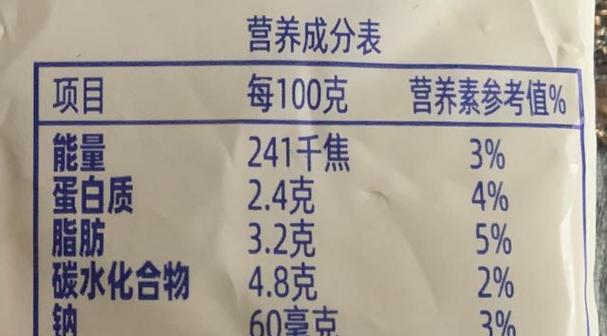 营养成分表
项目 每100克 营养素参考值%
能量 241千焦 3%
蛋白质 2.4克 4%
脂肪 3.2克 5%
碳水化合物 4.8克 2%
钠 60毫克 3%